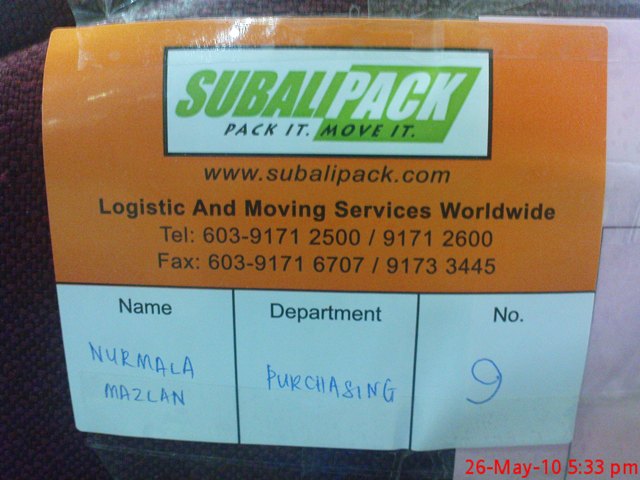 SUBALIPACK
PACK IT. MOVE IT.
www.subalipack.com
Logistic And Moving Services Worldwide
Tel: 603-9171 2500 / 9171 2600
Fax: 603-9171 6707 / 9173 3445
Name Department No.
NURMALA MAZLAN PURCHASING 9
26-May-10 5:33 pm